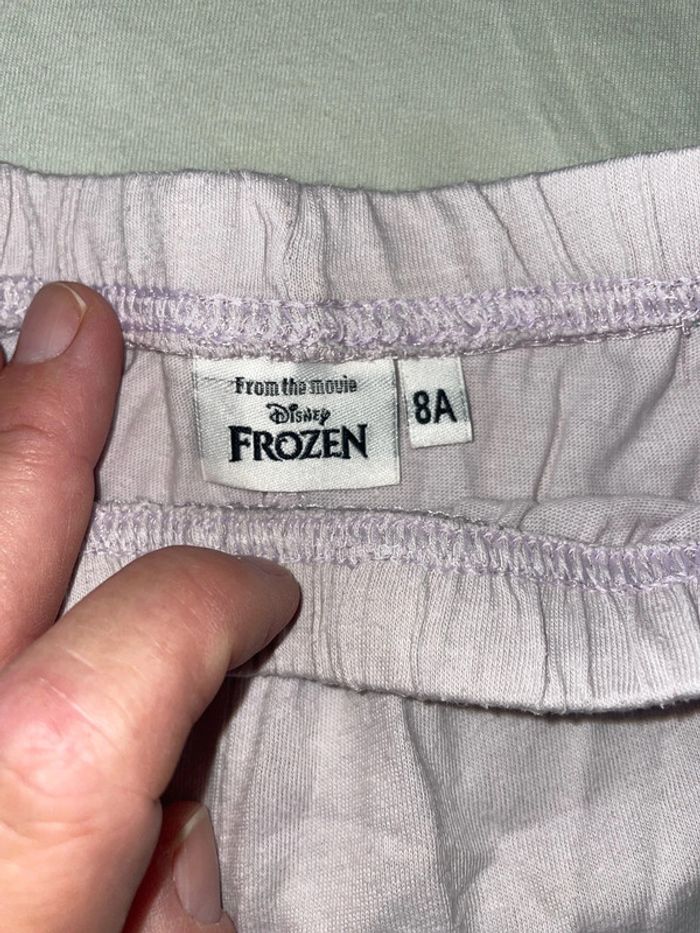 From the movie
Disney
FROZEN
8A